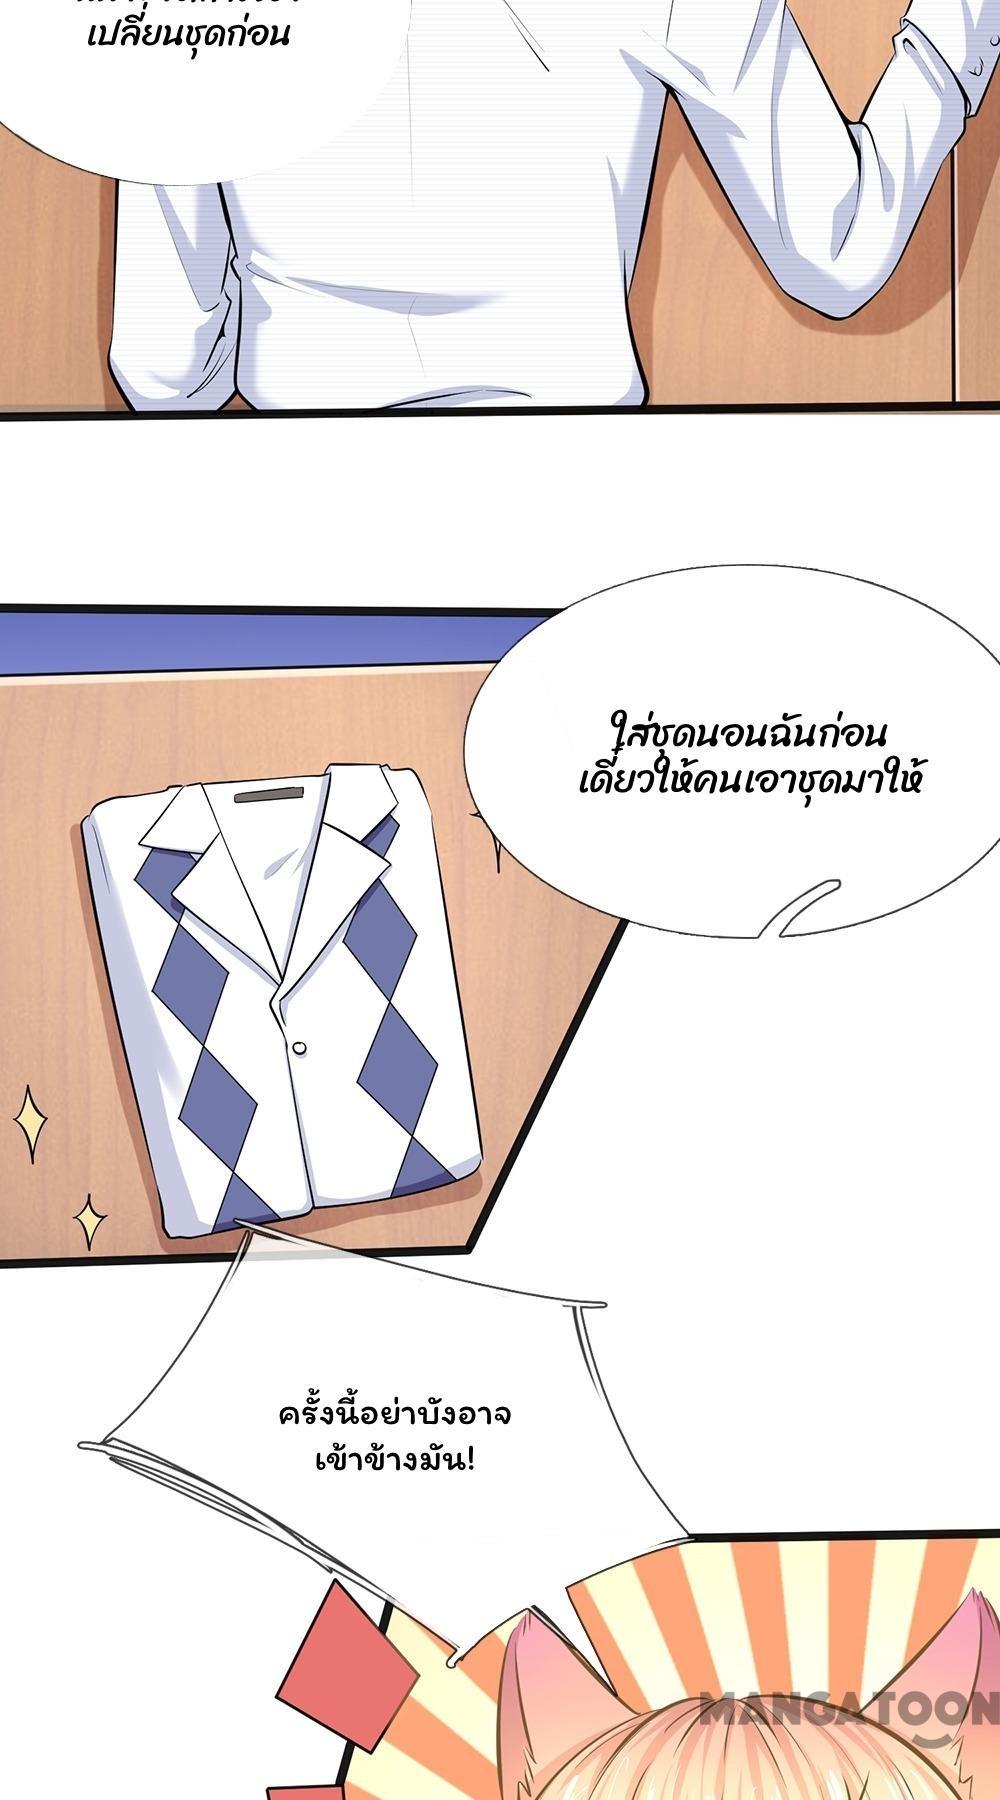 เปลี่ยนชุดก่อน
ใส่ชุดนอนฉันก่อน
เดี๋ยวให้คนเอาชุดมาให้
ครั้งนี้อย่าบังอาจ
เข้าข้างมัน!
MANGATOON